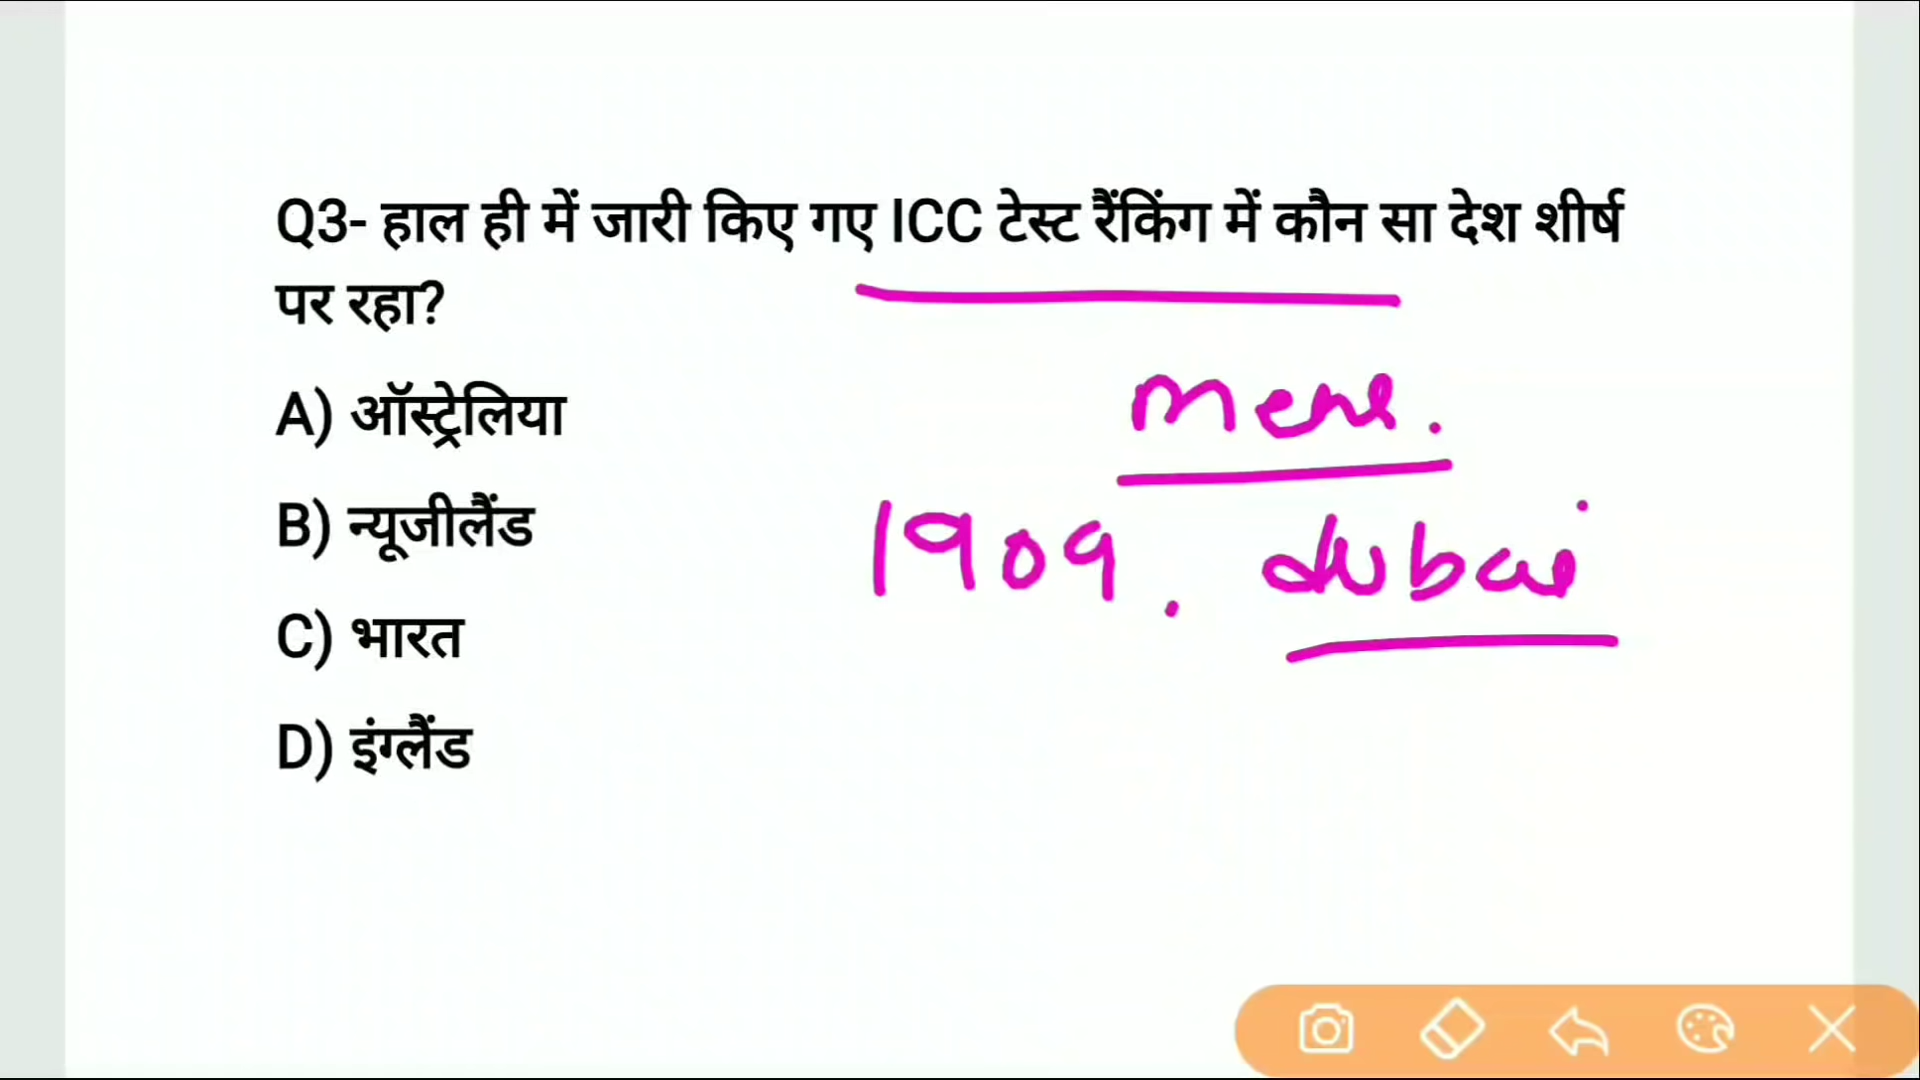 Q3- हाल ही में जारी किए गए ICC टेस्ट रैंकिंग में कौन सा देश शीर्ष
पर रहा?
A) ऑस्ट्रेलिया
B) न्यूजीलैंड
C) भारत
D) इंग्लैंड
mens.
1909. dubai